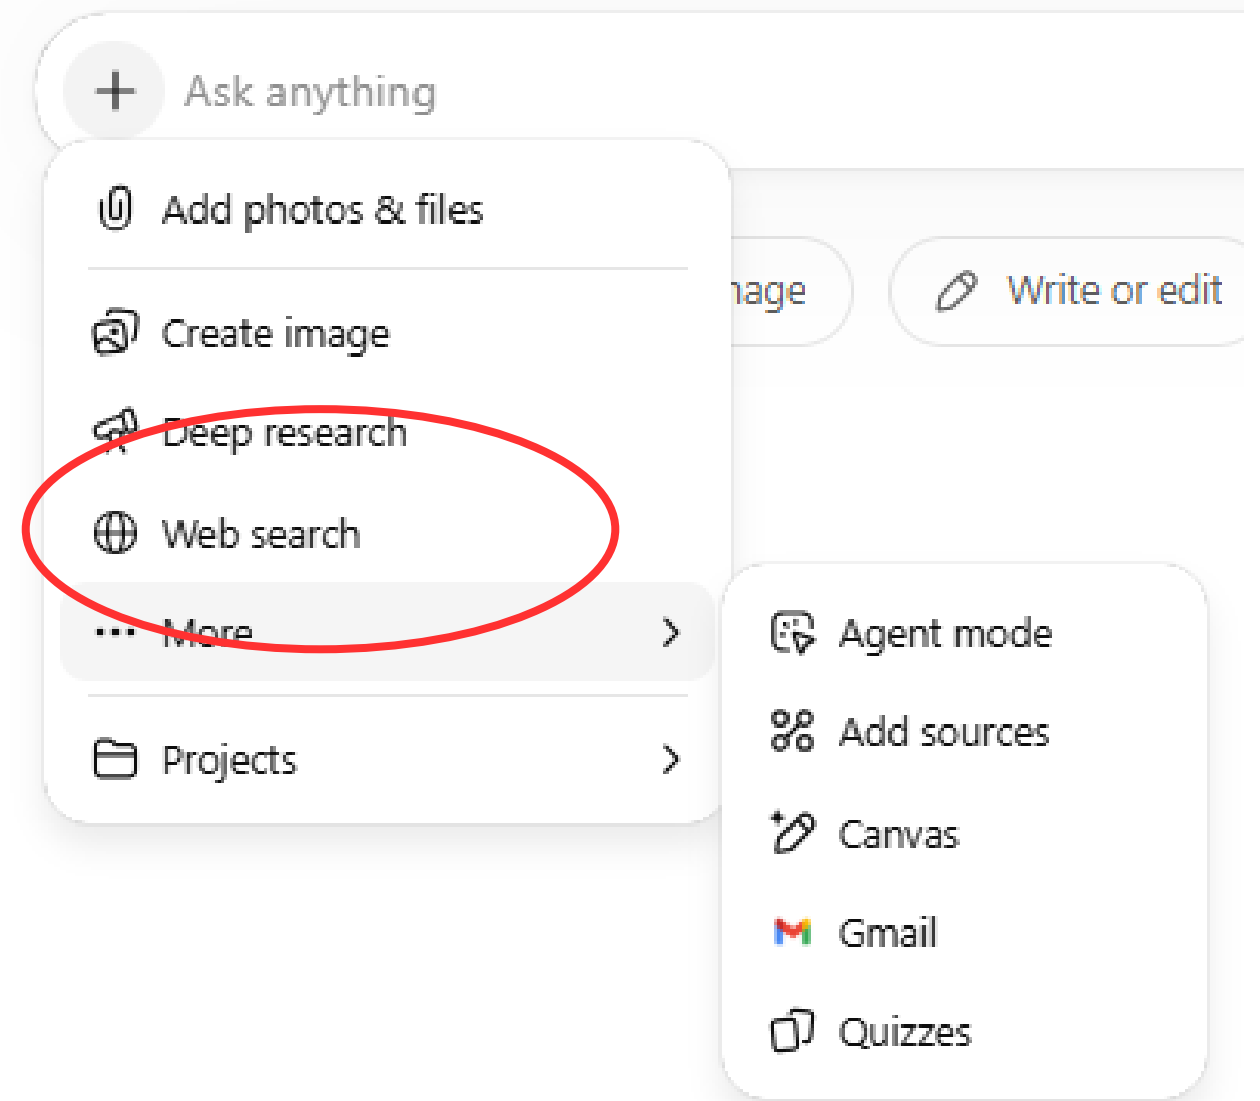 Ask anything
Add photos & files
Create image
Deep research
Web search
More
Projects
Write or edit
Agent mode
Add sources
Canvas
Gmail
Quizzes